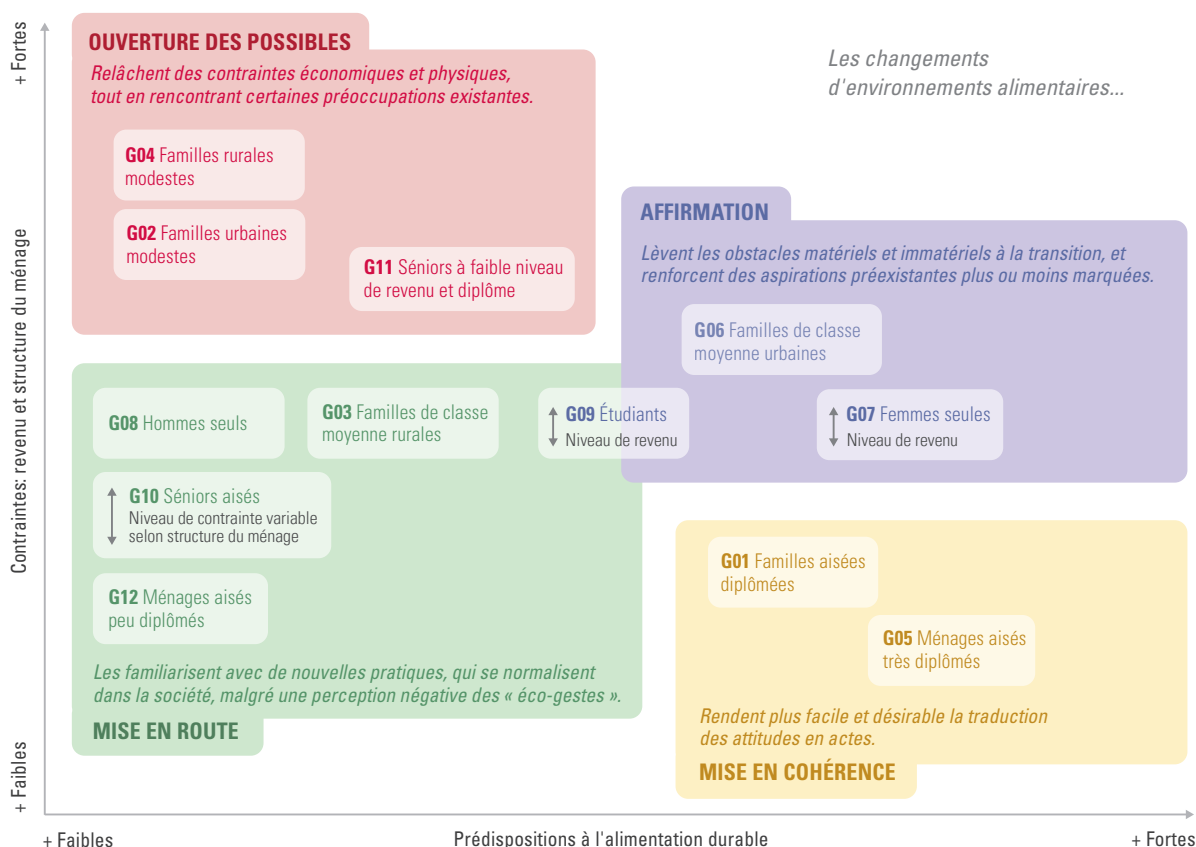 + Fortes
Contraintes: revenu et structure du ménage
+ Faibles
OUVERTURE DES POSSIBLES
Relâchent des contraintes économiques et physiques,
tout en rencontrant certaines préoccupations existantes.
G04 Familles rurales
modestes
G02 Familles urbaines
modestes
G11 Séniors à faible niveau
de revenu et diplôme
Les changements
d'environnements alimentaires...
AFFIRMATION
Lèvent les obstacles matériels et immatériels à la transition, et
renforcent des aspirations préexistantes plus ou moins marquées.
G06 Familles de classe
moyenne urbaines
G09 Étudiants
Niveau de revenu
G07 Femmes seules
Niveau de revenu
G08 Hommes seuls
G03 Familles de classe
moyenne rurales
G10 Séniors aisés
Niveau de contrainte variable
selon structure du ménage
G12 Ménages aisés
peu diplômés
Les familiarisent avec de nouvelles pratiques, qui se normalisent
dans la société, malgré une perception négative des « éco-gestes ».
MISE EN ROUTE
G01 Familles aisées
diplômées
G05 Ménages aisés
très diplômés
Rendent plus facile et désirable la traduction
des attitudes en actes.
MISE EN COHÉRENCE
+ Faibles
Prédispositions à l'alimentation durable
+ Fortes